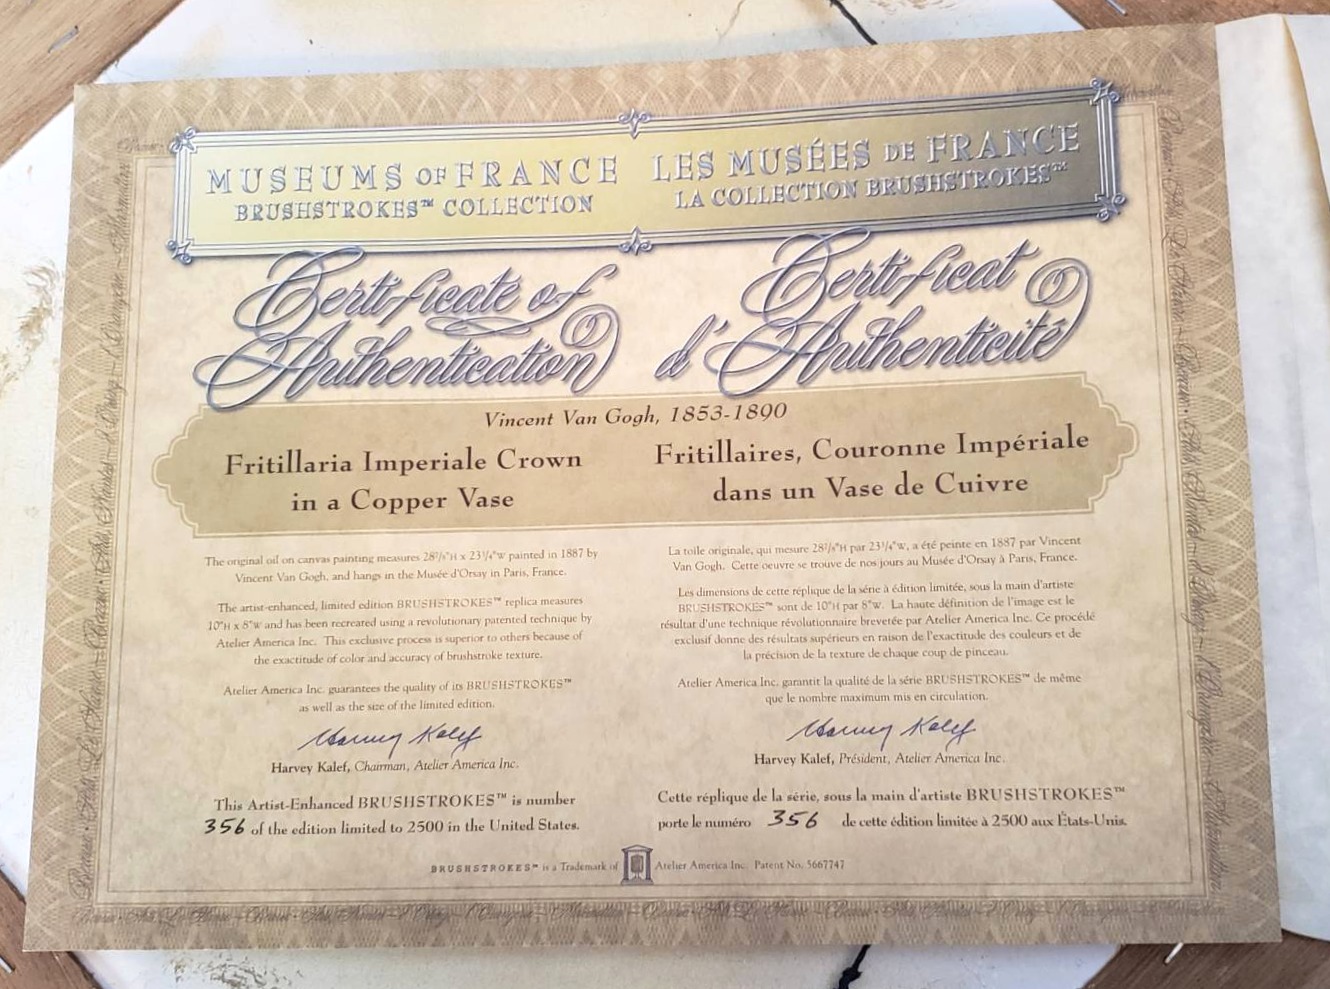 MUSEUMS OF FRANCE
BRUSHSTROKES™ COLLECTION
LES MUSÉES DE FRANCE
LA COLLECTION BRUSHSTROKES™
Certificate of
Authentication
Certificat
d'Authenticité
Vincent Van Gogh, 1853-1890
Fritillaria Imperiale Crown
in a Copper Vase
Fritillaires, Couronne Impériale
dans un Vase de Cuivre
The original oil on canvas painting measures 28⁷/₈"H x 23¹/₄"W painted in 1887 by
Vincent Van Gogh, and hangs in the Musée d'Orsay in Paris, France.
The artist-enhanced, limited edition BRUSHSTROKES™ replica measures
10"H x 8"W and has been recreated using a revolutionary patented technique by
Atelier America Inc. This exclusive process is superior to others because of
the exactitude of color and accuracy of brushstroke texture.
Atelier America Inc. guarantees the quality of its BRUSHSTROKES™
as well as the size of the limited edition.
Harvey Kalef
Harvey Kalef, Chairman, Atelier America Inc.
This Artist-Enhanced BRUSHSTROKES™ is number
356 of the edition limited to 2500 in the United States.
La toile originale, qui mesure 28⁷/₈"H par 23¹/₄"W, a été peinte en 1887 par Vincent
Van Gogh. Cette oeuvre se trouve de nos jours au Musée d'Orsay à Paris, France.
Les dimensions de cette réplique de la série à édition limitée, sous la main d'artiste
BRUSHSTROKES™ sont de 10"H par 8"W. La haute définition de l'image est le
résultat d'une technique révolutionnaire brevetée par Atelier America Inc. Ce procédé
exclusif donne des résultats supérieurs en raison de l'exactitude des couleurs et de
la précision de la texture de chaque coup de pinceau.
Atelier America Inc. garantit la qualité de la série BRUSHSTROKES™ de même
que le nombre maximum mis en circulation.
Harvey Kalef
Harvey Kalef, Président, Atelier America Inc.
Cette réplique de la série, sous la main d'artiste BRUSHSTROKES™
porte le numéro 356 de cette édition limitée à 2500 aux États-Unis.
BRUSHSTROKES™ is a Trademark of Atelier America Inc. Patent No. 5667747